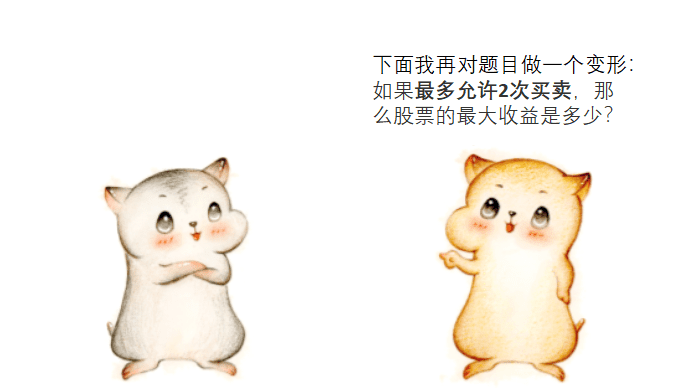 下面我再对题目做一个变形：
如果最多允许2次买卖，那
么股票的最大收益是多少？